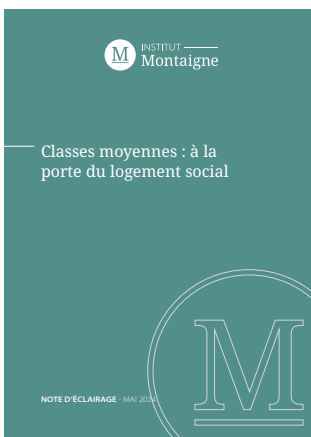 M
INSTITUT
Montaigne
Classes moyennes : à la
porte du logement social
NOTE D'ÉCLAIRAGE - MAI 2024
M